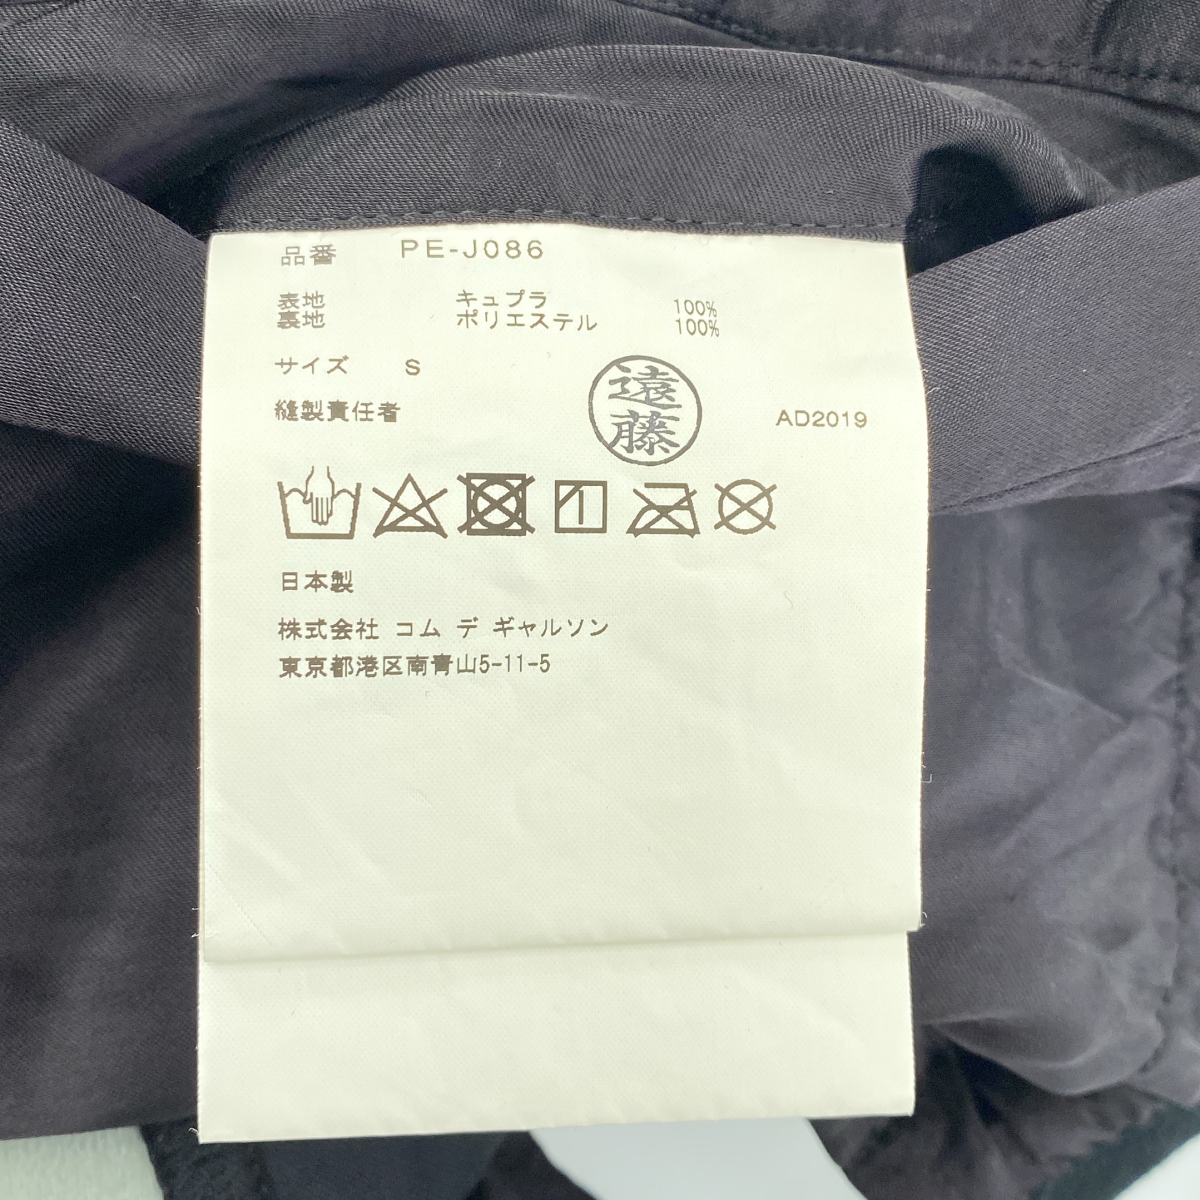 品番 PE-J086
表地 キュプラ 100%
裏地 ポリエステル 100%
サイズ S
遠藤
縫製責任者 AD2019
日本製
株式会社 コム デ ギャルソン
東京都港区南青山5-11-5